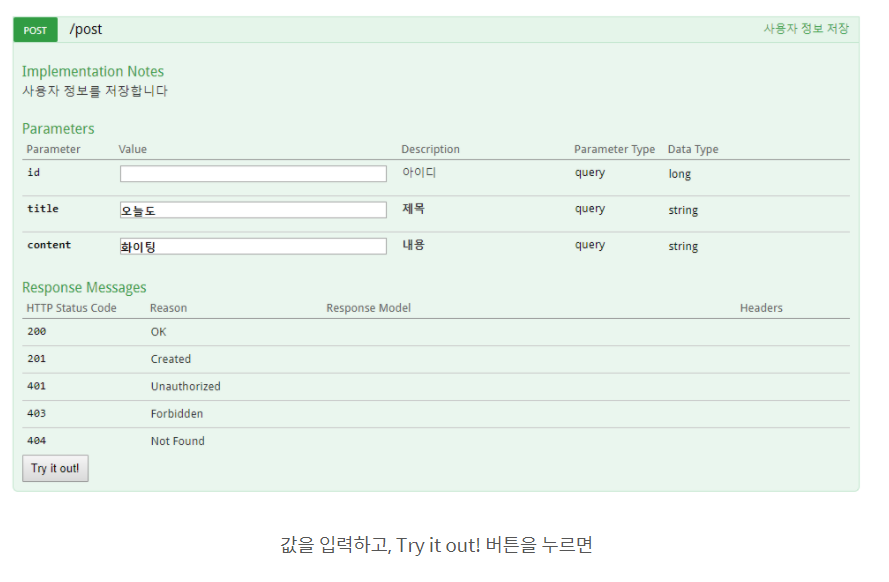 POST /post 사용자 정보 저장
Implementation Notes
사용자 정보를 저장합니다
Parameters
Parameter Value Description Parameter Type Data Type
id 아이디 query long
title 오늘도 제목 query string
content 화이팅 내용 query string
Response Messages
HTTP Status Code Reason Response Model Headers
200 OK
201 Created
401 Unauthorized
403 Forbidden
404 Not Found
Try it out!
값을 입력하고, Try it out! 버튼을 누르면